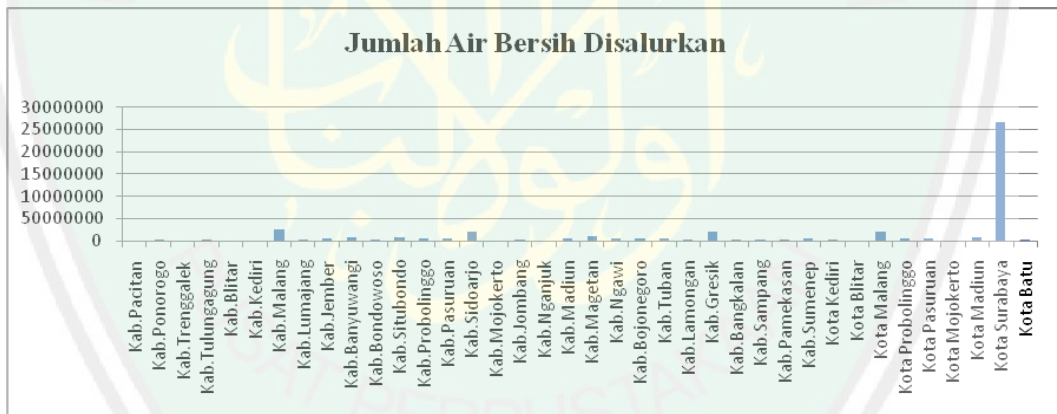 Jumlah Air Bersih Disalurkan
30000000
25000000
20000000
15000000
10000000
50000000
0
Kab.Pacitan
Kab.Ponorogo
Kab.Trenggalek
Kab.Tulunggagung
Kab.Blitar
Kab.Kediri
Kab.Malang
Kab.Lumajang
Kab.Jember
Kab.Banyuwangi
Kab.Bondowoso
Kab.Situbondo
Kab.Probolinggo
Kab.Pasuruan
Kab.Sidoarjo
Kab.Mojokerto
Kab.Jombang
Kab.Nganjuk
Kab.Madiun
Kab.Magetan
Kab.Ngawi
Kab.Bojonegoro
Kab.Tuban
Kab.Lamongan
Kab.Gresik
Kab.Bangkalan
Kab.Sampang
Kab.Pamekasan
Kab.Sumenep
Kota Kediri
Kota Blitar
Kota Malang
Kota Probolinggo
Kota Pasuruan
Kota Mojokerto
Kota Madiun
Kota Surabaya
Kota Batu